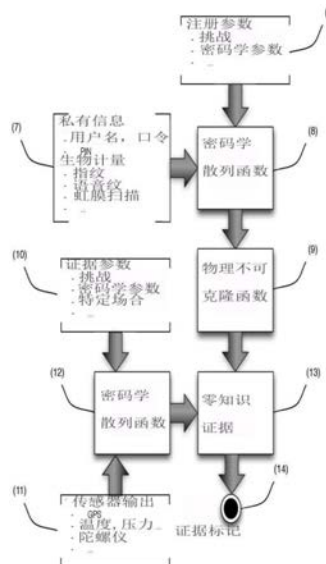 注册参数
. 挑战
. 密码学参数
. _
(7)
私有信息
. 用户名，口令
. PIN
生物计量
. 指纹
. 语音纹
. 虹膜扫描
. _
密码学
散列函数
(8)
(10)
证据参数
. 挑战
. 密码学参数
. 特定场合
. _
物理不可
克隆函数
(9)
(12)
密码学
散列函数
零知识
证据
(13)
(14)
(11)
传感器输出
. GPS
. 温度,压力_
. 陀螺仪
. _
证据标记